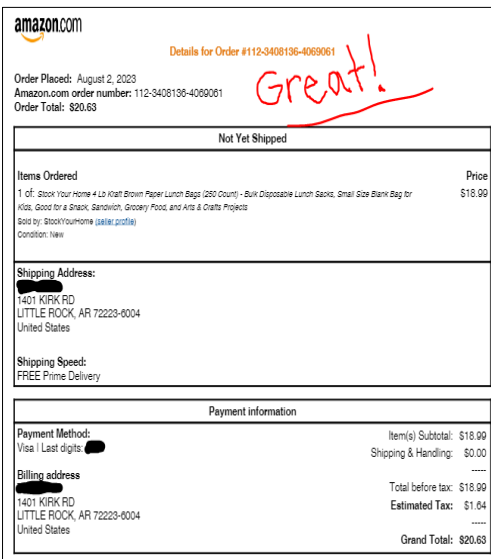 amazon.com
Details for Order #112-3408136-4069061
Great!
Order Placed: August 2, 2023
Amazon.com order number: 112-3408136-4069061
Order Total: $20.63
Not Yet Shipped
Items Ordered Price
1 of: Stock Your Home 4 Lb Kraft Brown Paper Lunch Bags (250 Count) - Bulk Disposable Lunch Sacks, Small Size Blank Bag for $18.99
Kids, Good for a Snack, Sandwich, Grocery Food, and Arts & Crafts Projects
Sold by: StockYourHome (seller profile)
Condition: New
Shipping Address:
1401 KIRK RD
LITTLE ROCK, AR 72223-6004
United States
Shipping Speed:
FREE Prime Delivery
Payment information
Payment Method:
Visa | Last digits:
Billing address
1401 KIRK RD
LITTLE ROCK, AR 72223-6004
United States
Item(s) Subtotal: $18.99
Shipping & Handling: $0.00
-----
Total before tax: $18.99
Estimated Tax: $1.64
-----
Grand Total: $20.63